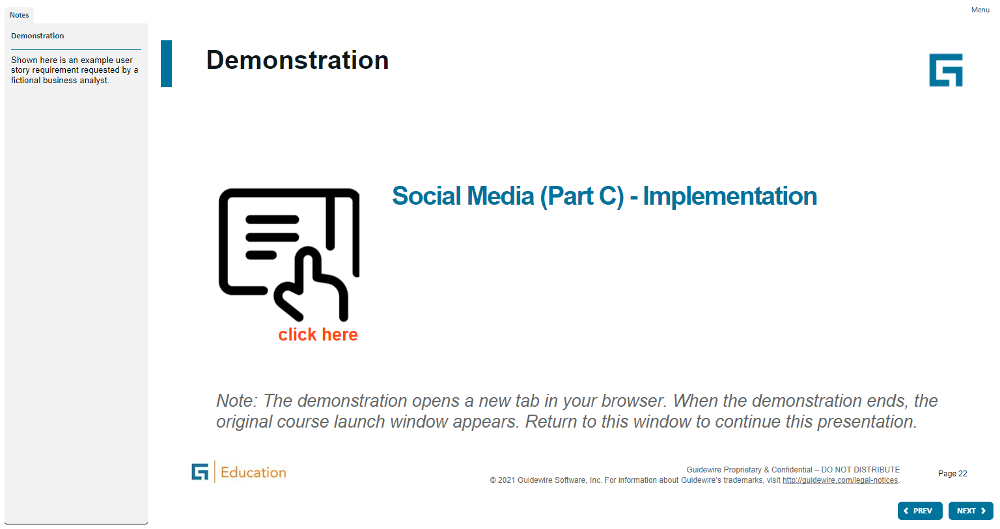 Notes
Menu
Demonstration
Shown here is an example user
story requirement requested by a
fictional business analyst.
Demonstration
Social Media (Part C) - Implementation
click here
Note: The demonstration opens a new tab in your browser. When the demonstration ends, the
original course launch window appears. Return to this window to continue this presentation.
Education
Guidewire Proprietary & Confidential – DO NOT DISTRIBUTE
© 2021 Guidewire Software, Inc. For information about Guidewire’s trademarks, visit http://guidewire.com/legal-notices.
Page 22
PREV
NEXT